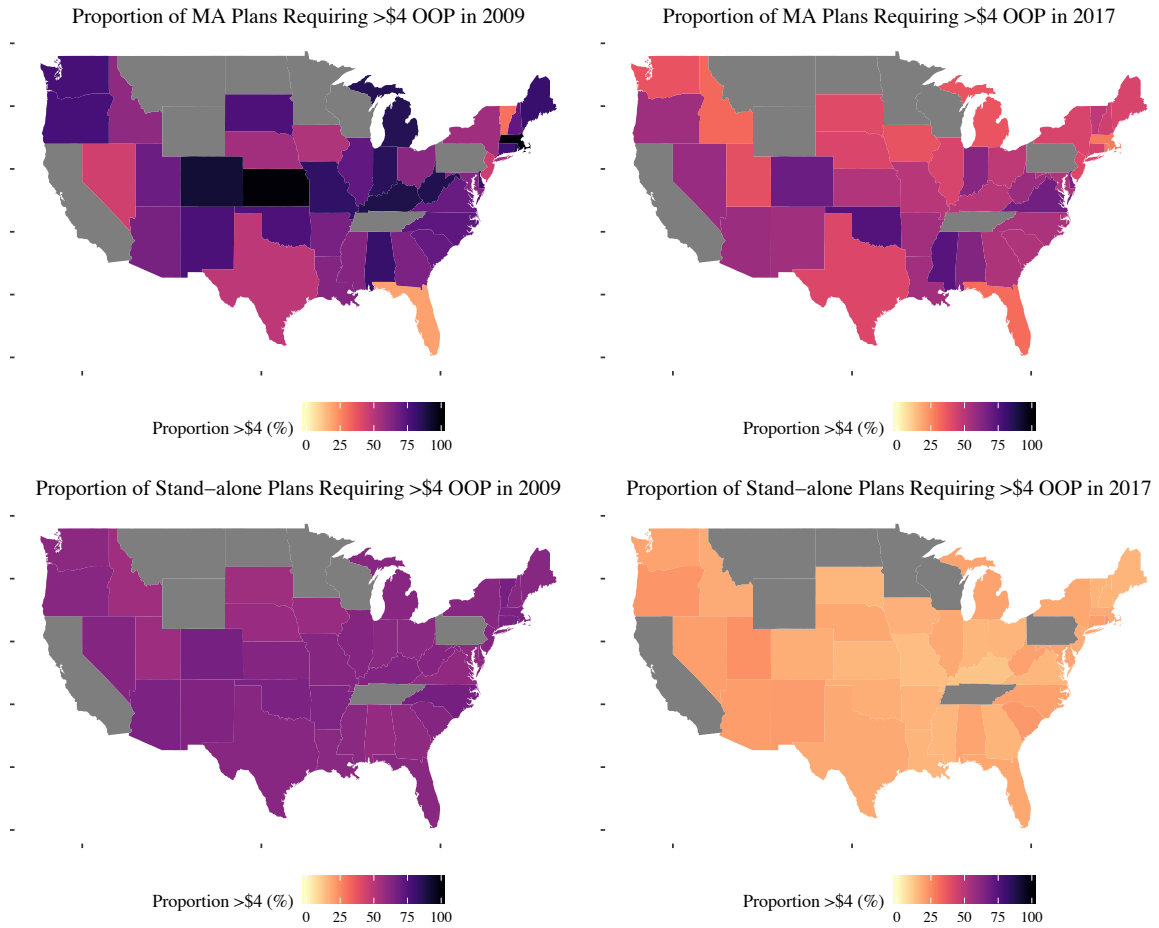 Proportion of MA Plans Requiring >$4 OOP in 2009
Proportion of MA Plans Requiring >$4 OOP in 2017
Proportion >$4 (%)
0 25 50 75 100
Proportion >$4 (%)
0 25 50 75 100
Proportion of Stand−alone Plans Requiring >$4 OOP in 2009
Proportion of Stand−alone Plans Requiring >$4 OOP in 2017
Proportion >$4 (%)
0 25 50 75 100
Proportion >$4 (%)
0 25 50 75 100